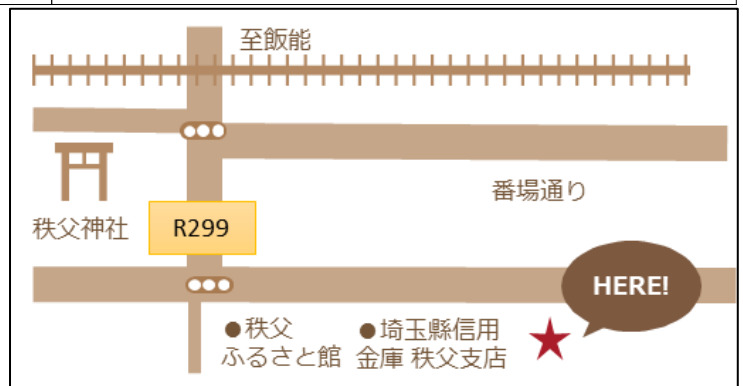 至飯能
番場通り
秩父神社
R299
HERE!
●秩父
ふるさと館
●埼玉縣信用
金庫 秩父支店